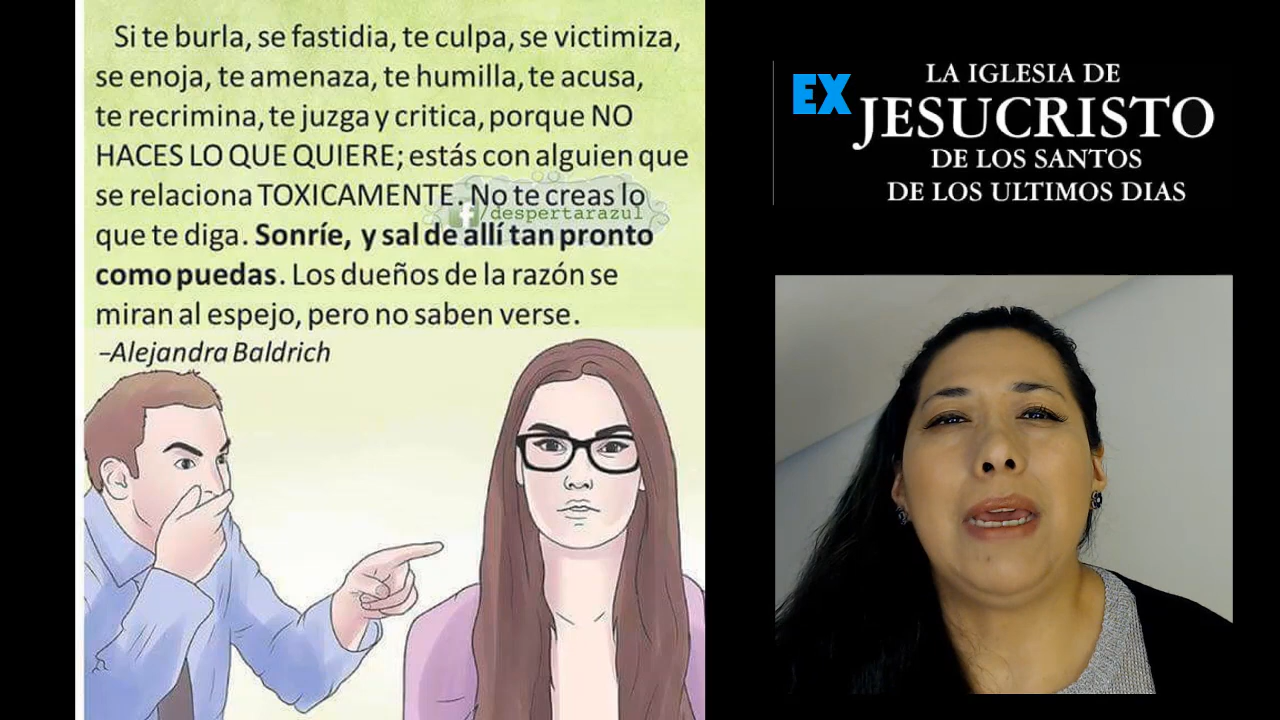 Si te burla, se fastidia, te culpa, se victimiza,
se enoja, te amenaza, te humilla, te acusa,
te recrimina, te juzga y critica, porque NO
HACES LO QUE QUIERE; estás con alguien que
se relaciona TOXICAMENTE. No te creas lo
f/despertarazul
que te diga. Sonríe, y sal de allí tan pronto
como puedas. Los dueños de la razón se
miran al espejo, pero no saben verse.
–Alejandra Baldrich
LA IGLESIA DE
EX JESUCRISTO
DE LOS SANTOS
DE LOS ULTIMOS DIAS